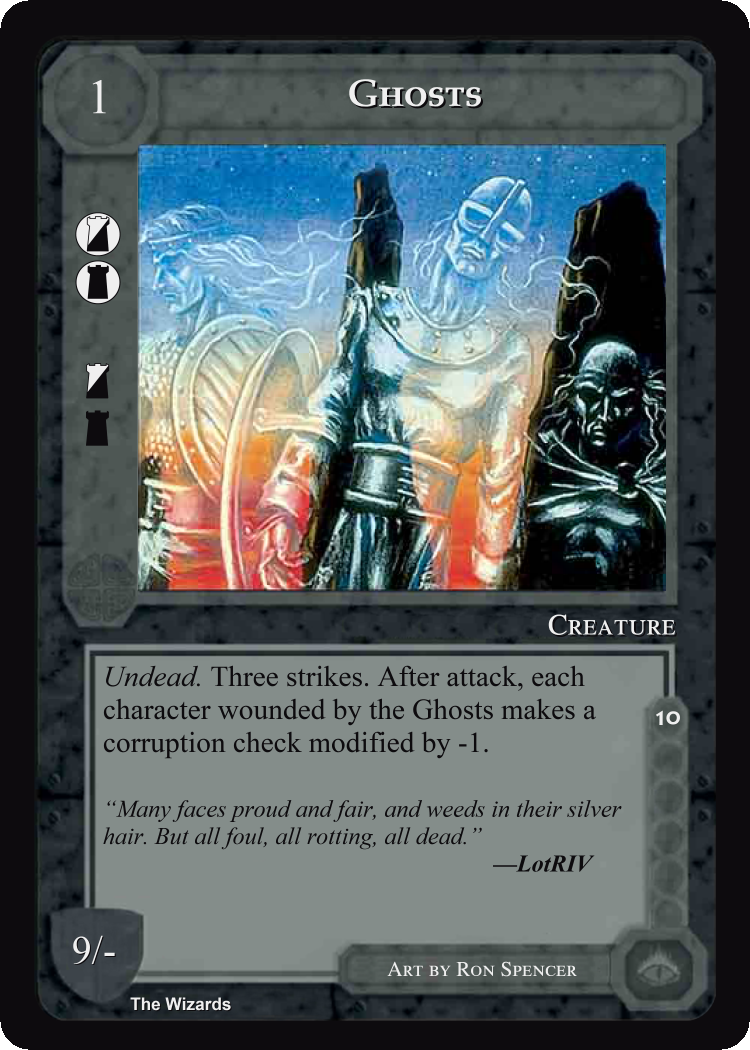 1
Ghosts
Creature
Undead. Three strikes. After attack, each
character wounded by the Ghosts makes a
corruption check modified by -1.
10
“Many faces proud and fair, and weeds in their silver
hair. But all foul, all rotting, all dead.”
—LotRIV
9/-
Art by Ron Spencer
The Wizards